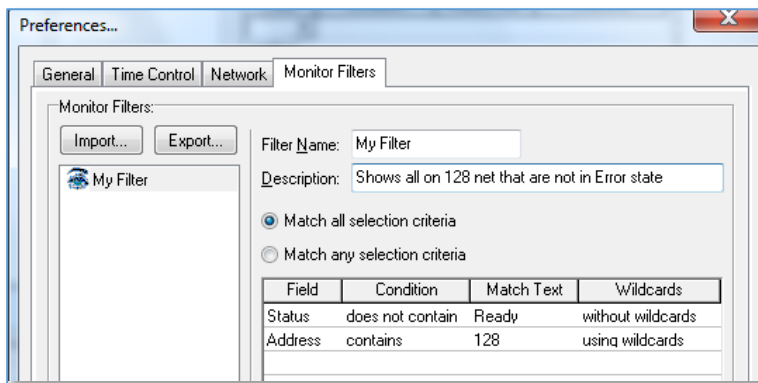 Preferences...
General Time Control Network Monitor Filters
Monitor Filters:
Import... Export...
My Filter
Filter Name: My Filter
Description: Shows all on 128 net that are not in Error state
Match all selection criteria
Match any selection criteria
Field Condition Match Text Wildcards
Status does not contain Ready without wildcards
Address contains 128 using wildcards